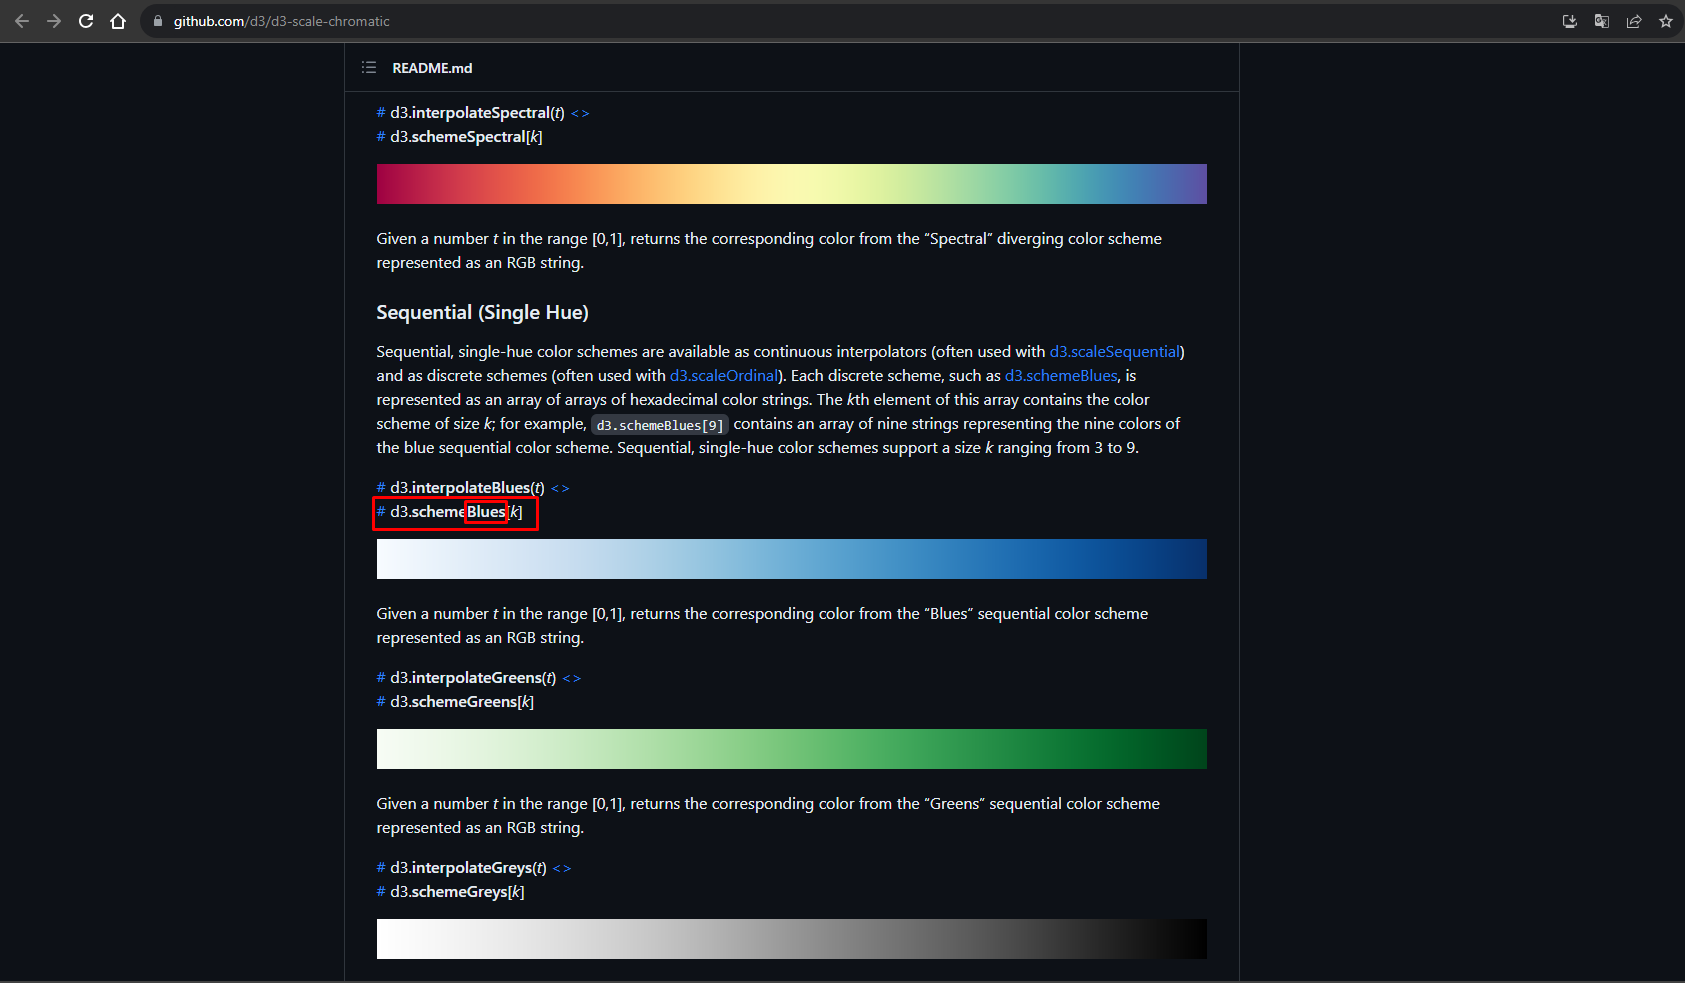 github.com/d3/d3-scale-chromatic
README.md
# d3.interpolateSpectral(t) <>
# d3.schemeSpectral[k]
Given a number t in the range [0,1], returns the corresponding color from the “Spectral” diverging color scheme
represented as an RGB string.
Sequential (Single Hue)
Sequential, single-hue color schemes are available as continuous interpolators (often used with d3.scaleSequential)
and as discrete schemes (often used with d3.scaleOrdinal). Each discrete scheme, such as d3.schemeBlues, is
represented as an array of arrays of hexadecimal color strings. The kth element of this array contains the color
scheme of size k; for example, d3.schemeBlues[9] contains an array of nine strings representing the nine colors of
the blue sequential color scheme. Sequential, single-hue color schemes support a size k ranging from 3 to 9.
# d3.interpolateBlues(t) <>
# d3.schemeBlues[k]
Given a number t in the range [0,1], returns the corresponding color from the “Blues” sequential color scheme
represented as an RGB string.
# d3.interpolateGreens(t) <>
# d3.schemeGreens[k]
Given a number t in the range [0,1], returns the corresponding color from the “Greens” sequential color scheme
represented as an RGB string.
# d3.interpolateGreys(t) <>
# d3.schemeGreys[k]